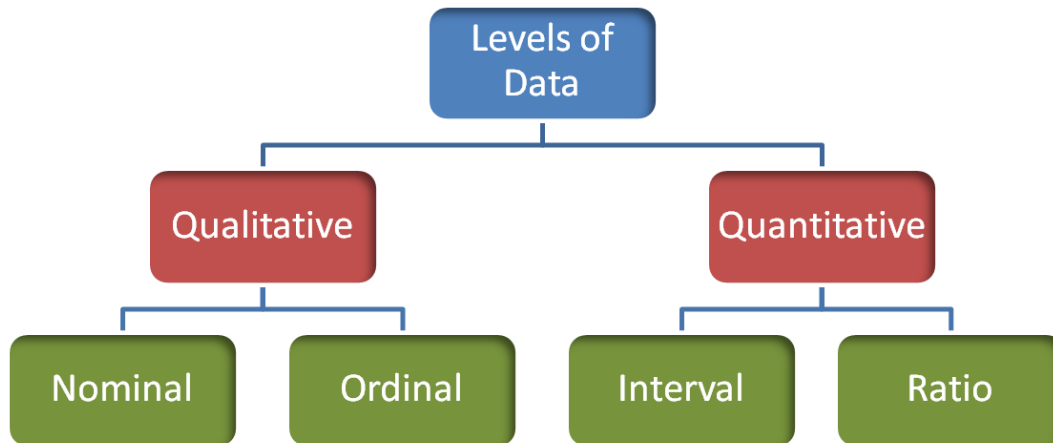 Levels of
Data
Qualitative
Quantitative
Nominal
Ordinal
Interval
Ratio